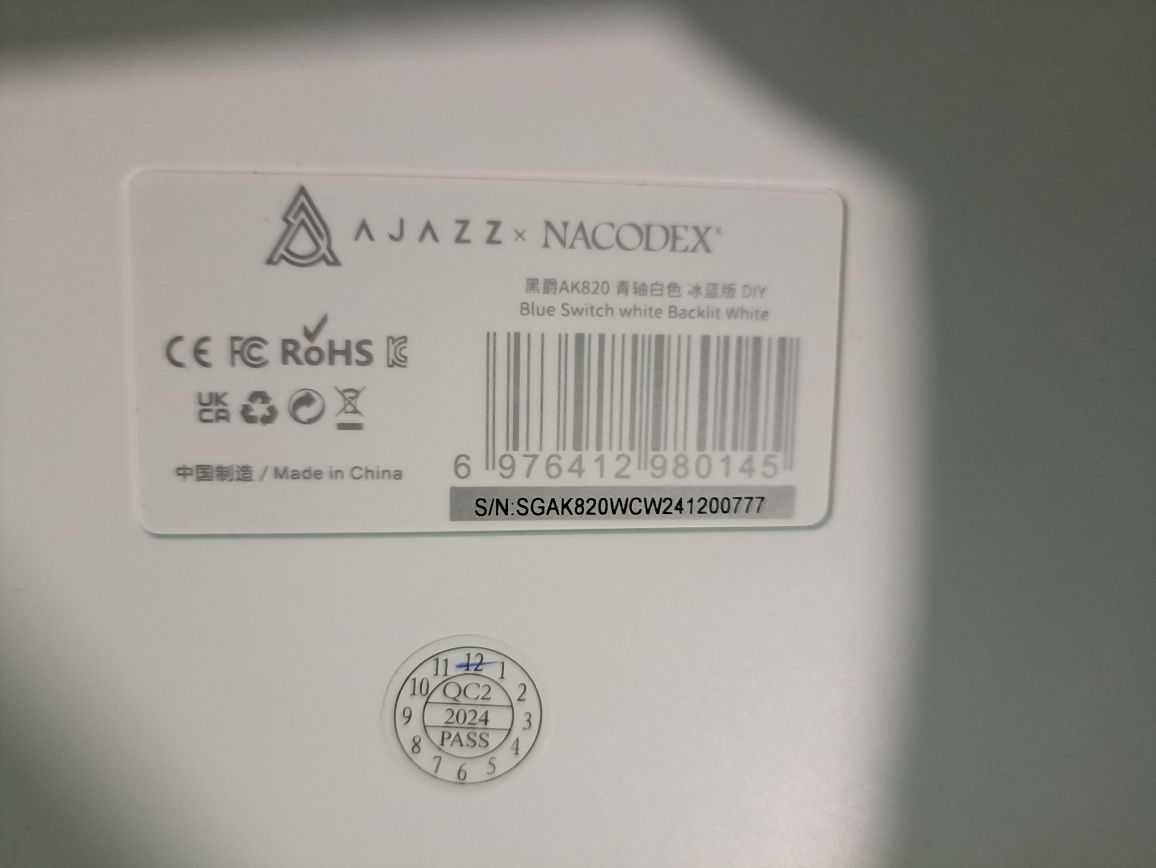 AJAZZ × NACODEX
黑爵AK820 青轴白色 冰蓝版 DIY
Blue Switch white Backlit White
CE FC RoHS
UK
CA
中国制造 / Made in China
6 976412 980145
S/N:SGAK820WCW241200777
11 12 1
10 2
9 3
8 4
7 6 5
QC2
2024
PASS